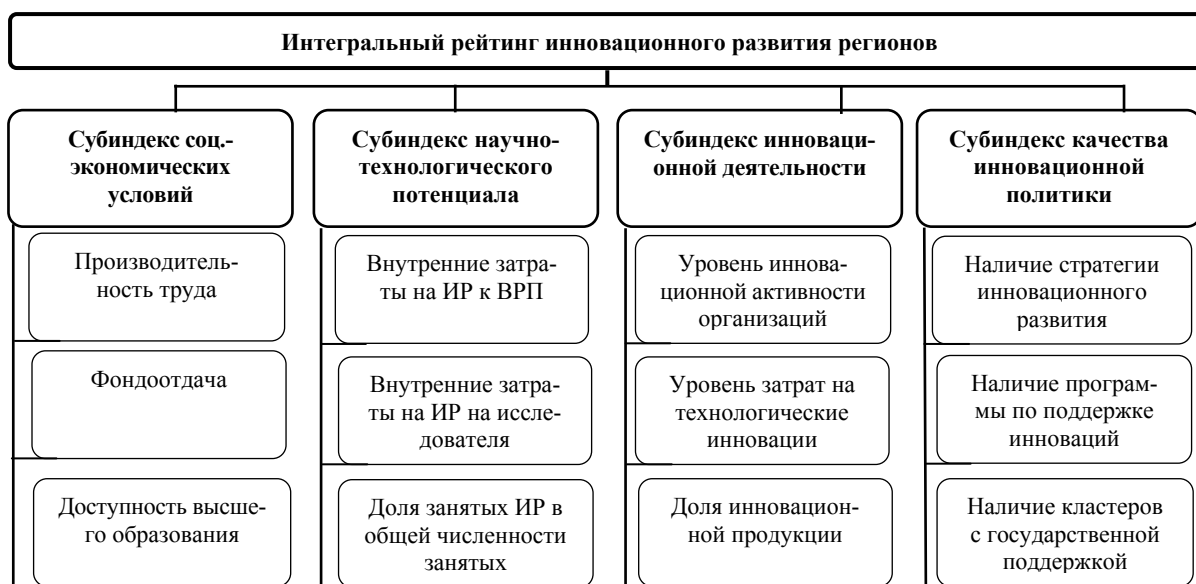 Интегральный рейтинг инновационного развития регионов
Субиндекс соц.-
экономических
условий
Субиндекс научно-
технологического
потенциала
Субиндекс инноваци-
онной деятельности
Субиндекс качества
инновационной
политики
Производитель-
ность труда
Внутренние затра-
ты на ИР к ВРП
Уровень иннова-
ционной активности
организаций
Наличие стратегии
инновационного
развития
Фондоотдача
Внутренние затра-
ты на ИР на иссле-
дователя
Уровень затрат на
технологические
инновации
Наличие програм-
мы по поддержке
инноваций
Доступность высше-
го образования
Доля занятых ИР в
общей численности
занятых
Доля инновацион-
ной продукции
Наличие кластеров
с государственной
поддержкой